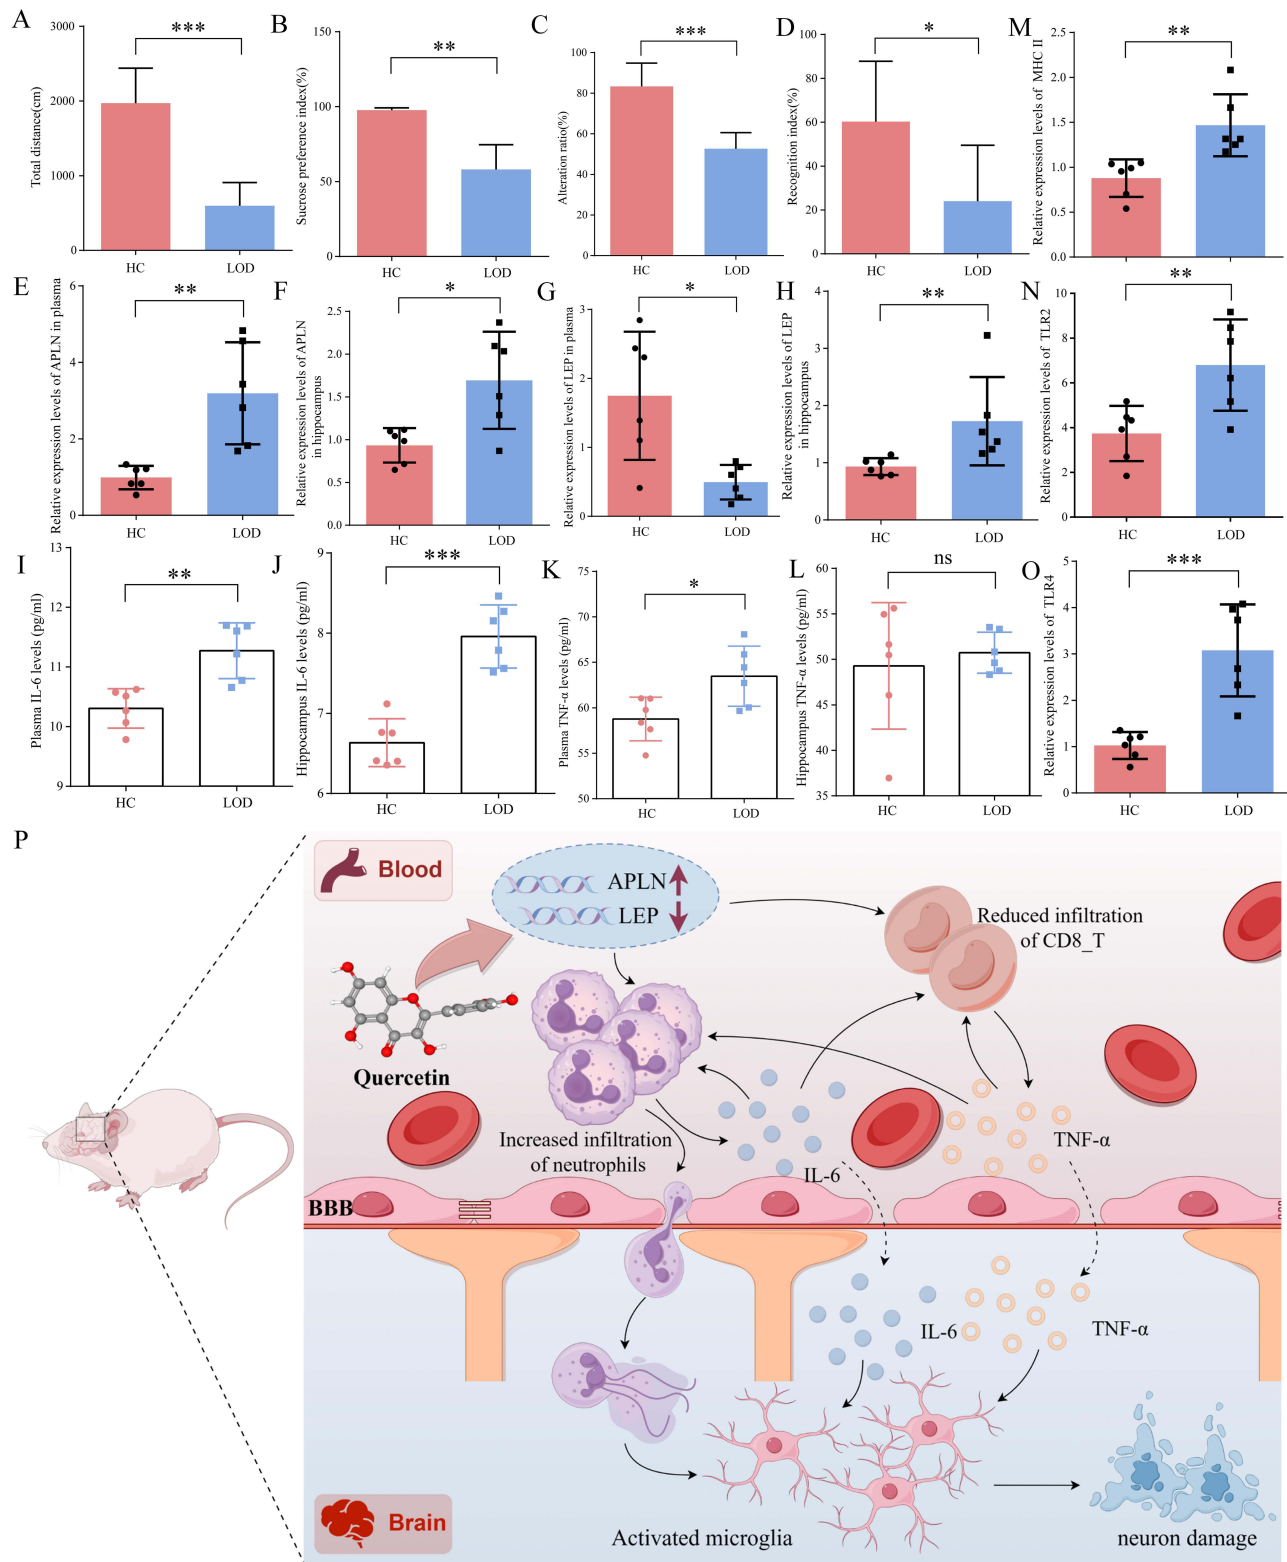 A
Total distance(cm)
3000
2000
1000
0
***
HC
LOD
B
Sucrose preference index(%)
150
100
50
0
**
HC
LOD
C
Alteration ratio(%)
100
80
60
40
20
0
***
HC
LOD
D
Recognition index(%)
100
80
60
40
20
0
*
HC
LOD
M
Relative expression levels of MHC II
2.5
2.0
1.5
1.0
0.5
0.0
**
HC
LOD
E
Relative expression levels of APLN in plasma
6
4
2
0
**
HC
LOD
F
Relative expression levels of APLN
in hippocampus
2.5
2.0
1.5
1.0
0.5
0.0
*
HC
LOD
G
Relative expression levels of LEP in plasma
3
2
1
0
*
HC
LOD
H
Relative expression levels of LEP
in hippocampus
4
3
2
1
0
**
HC
LOD
N
Relative expression levels of TLR2
10
8
6
4
2
0
**
HC
LOD
I
Plasma IL-6 levels (pg/ml)
13
12
11
10
9
**
HC
LOD
J
Hippocampus IL-6 levels (pg/ml)
9
8
7
6
***
HC
LOD
K
Plasma TNF-α levels (pg/ml)
75
70
65
60
55
50
*
HC
LOD
L
Hippocampus TNF-α levels (pg/ml)
60
55
50
45
40
35
ns
HC
LOD
O
Relative expression levels of TLR4
5
4
3
2
1
0
***
HC
LOD
P
Blood
APLN
LEP
Reduced infiltration
of CD8_T
Quercetin
Increased infiltration
of neutrophils
IL-6
TNF-α
BBB
IL-6
TNF-α
Brain
Activated microglia
neuron damage